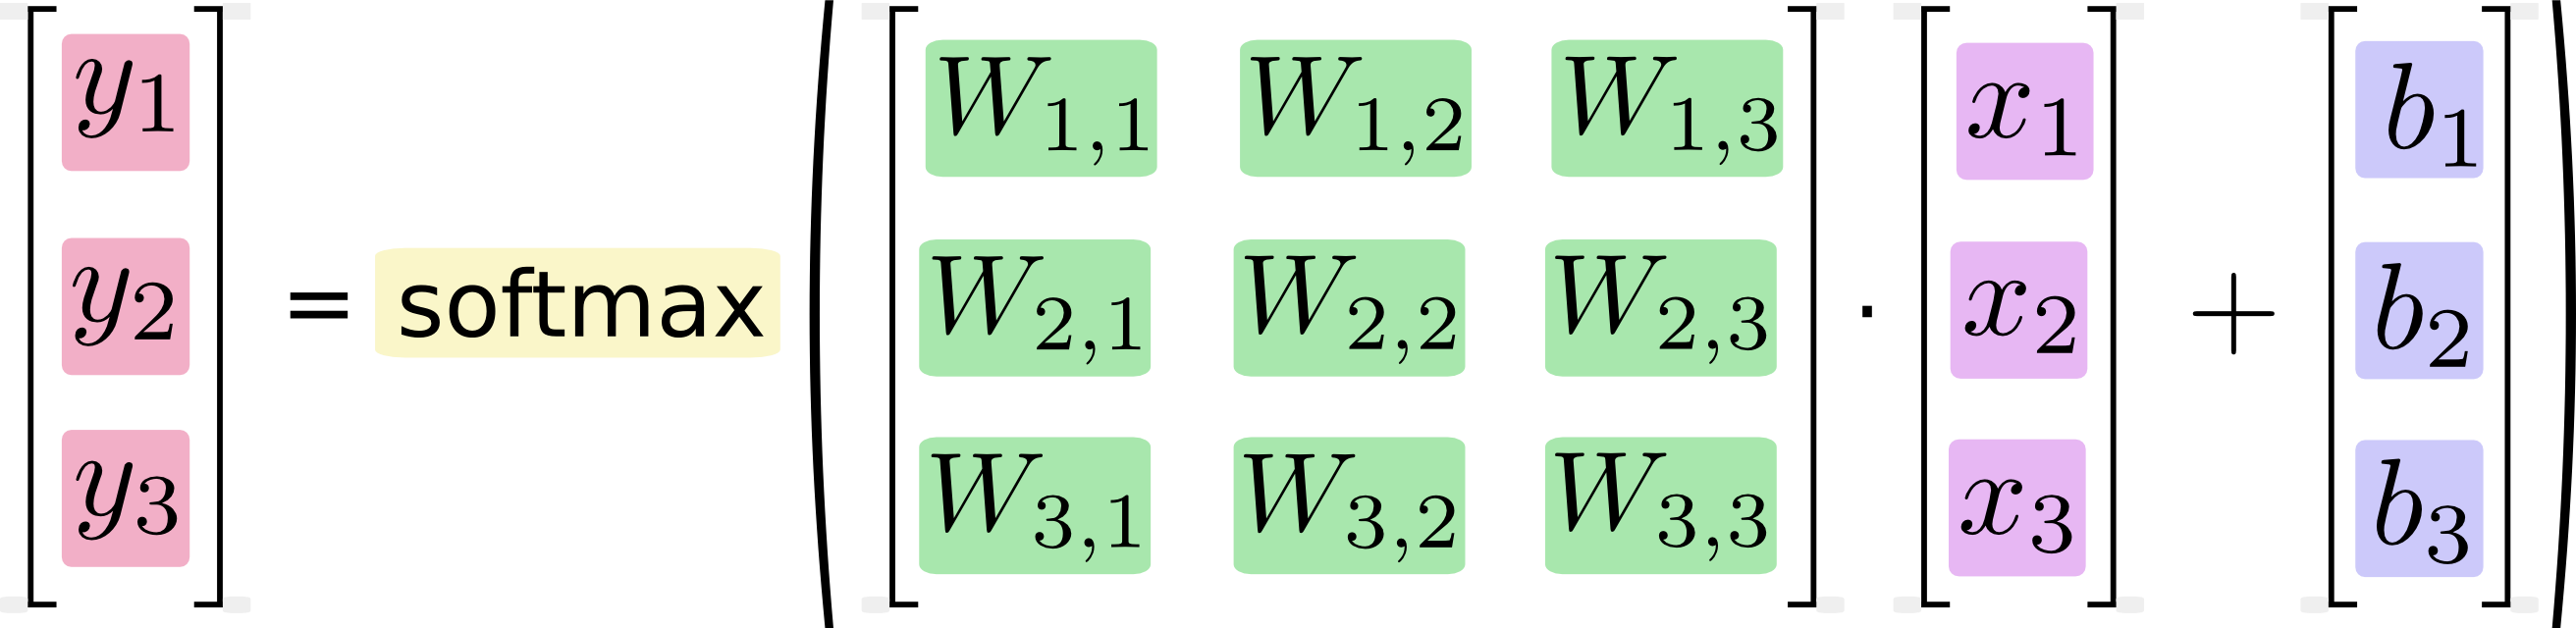 y1 W1,1 W1,2 W1,3 x1 b1
y2 = softmax ( W2,1 W2,2 W2,3 · x2 + b2 )
y3 W3,1 W3,2 W3,3 x3 b3